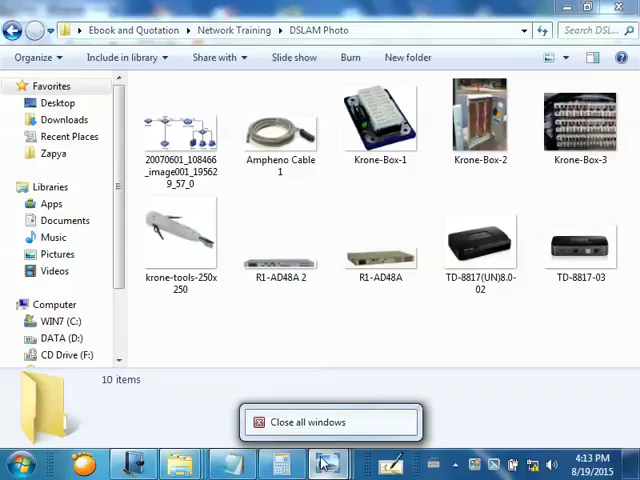 Ebook and Quotation
Network Training
DSLAM Photo
Search DSL...
Organize
Include in library
Share with
Slide show
Burn
New folder
Favorites
Desktop
Downloads
Recent Places
Zapya
Libraries
Apps
Documents
Music
Pictures
Videos
Computer
WIN7 (C:)
DATA (D:)
CD Drive (F:)
20070601_108466
_image001_19562
9_57_0
Ampheno Cable
1
Krone-Box-1
Krone-Box-2
Krone-Box-3
krone-tools-250x
250
R1-AD48A 2
R1-AD48A
TD-8817(UN)8.0-
02
TD-8817-03
10 items
Close all windows
4:13 PM
8/19/2015